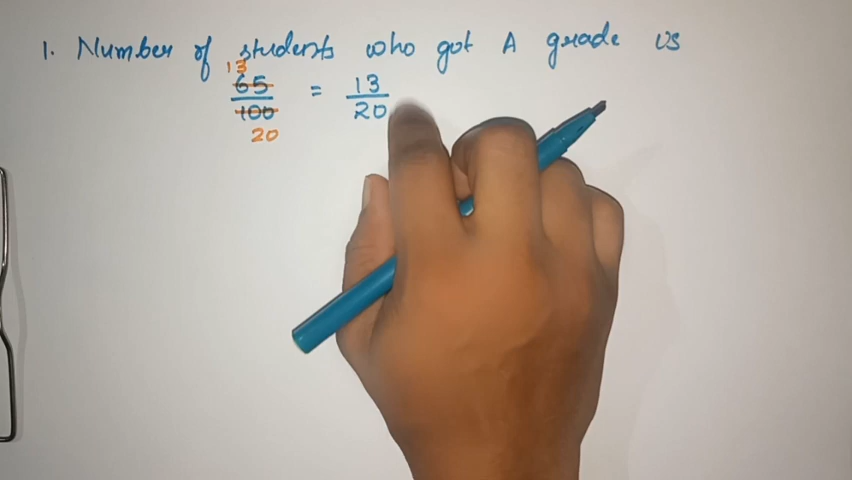 1. Number of students who got A grade is
13
65 = 13
100 20
20